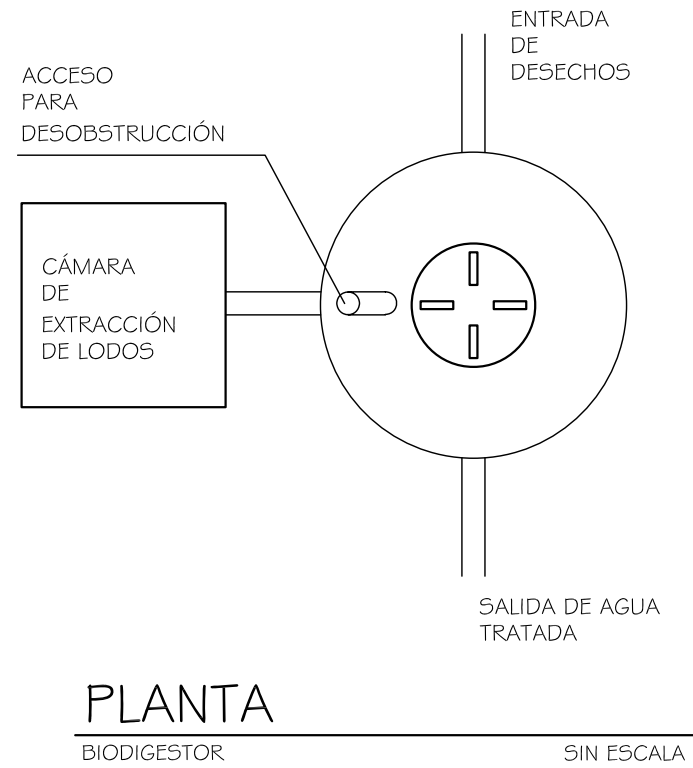 ENTRADA
DE
DESECHOS
ACCESO
PARA
DESOBSTRUCCIÓN
CÁMARA
DE
EXTRACCIÓN
DE LODOS
SALIDA DE AGUA
TRATADA
PLANTA
BIODIGESTOR
SIN ESCALA